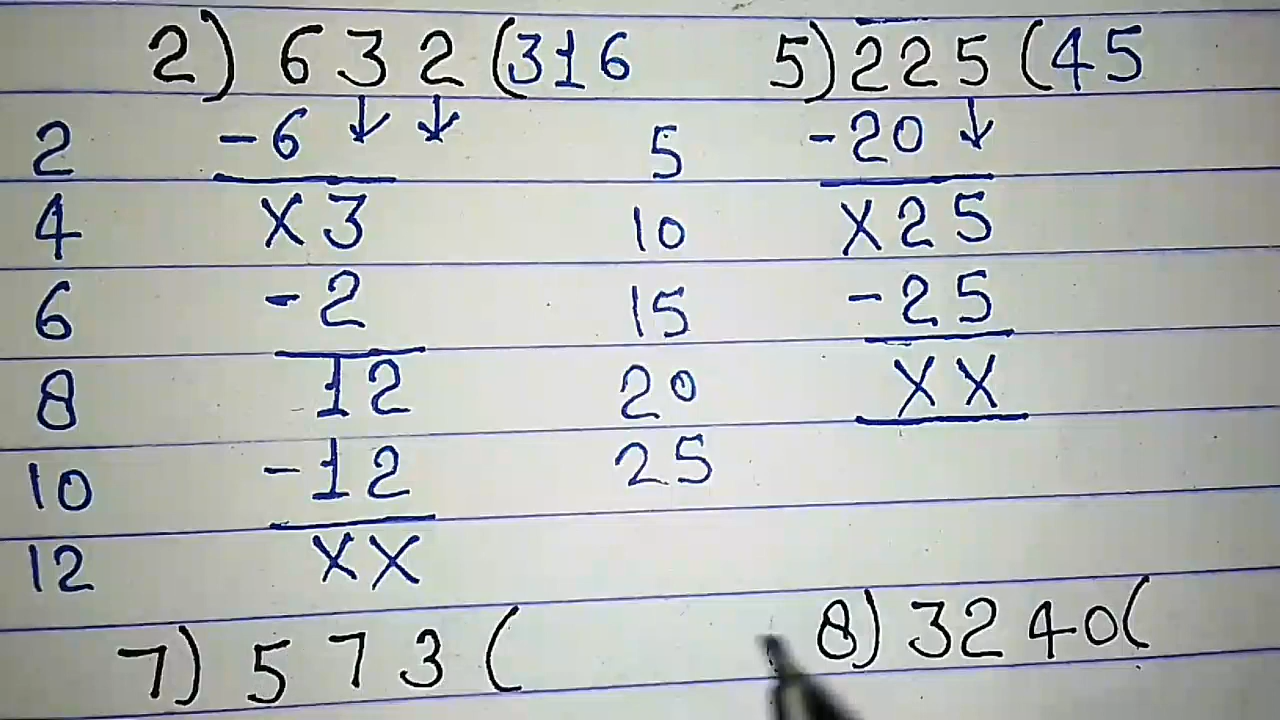 2) 632 (316 5) 225 (45
2 -6 ↓ ↓ 5 -20 ↓
4 X3 10 X25
6 -2 15 -25
8 12 20 XX
10 -12 25
12 XX
7) 573 ( 8) 3240(